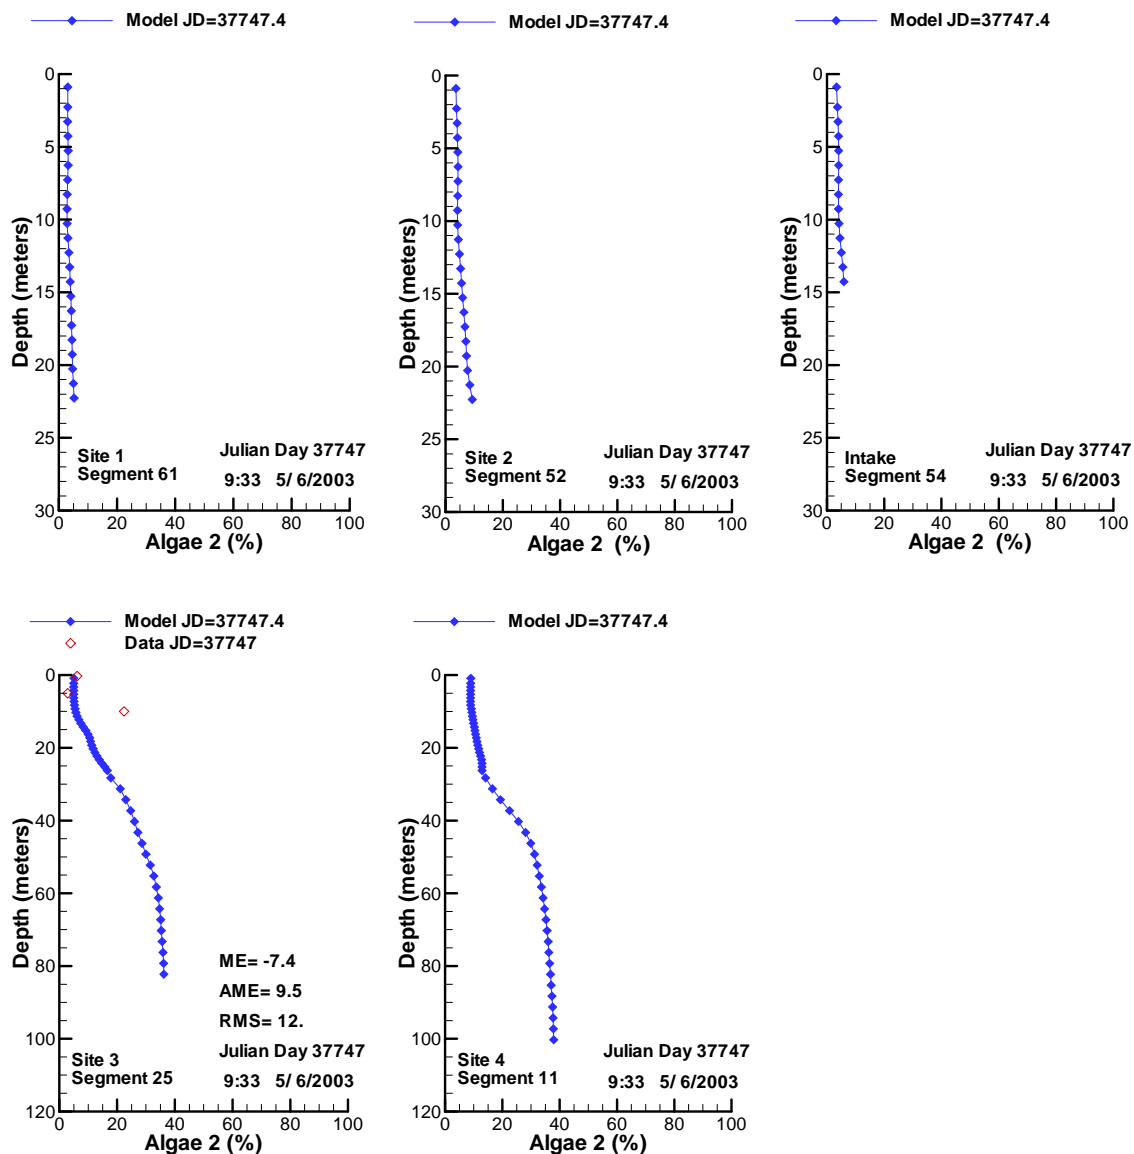 Model JD=37747.4
0
5
10
15
20
25
30
Depth (meters)
Site 1
Segment 61
Julian Day 37747
9:33 5/ 6/2003
0 20 40 60 80 100
Algae 2 (%)
Model JD=37747.4
0
5
10
15
20
25
30
Depth (meters)
Site 2
Segment 52
Julian Day 37747
9:33 5/ 6/2003
0 20 40 60 80 100
Algae 2 (%)
Model JD=37747.4
0
5
10
15
20
25
30
Depth (meters)
Intake
Segment 54
Julian Day 37747
9:33 5/ 6/2003
0 20 40 60 80 100
Algae 2 (%)
Model JD=37747.4
Data JD=37747
0
20
40
60
80
100
120
Depth (meters)
ME= -7.4
AME= 9.5
RMS= 12.
Site 3
Segment 25
Julian Day 37747
9:33 5/ 6/2003
0 20 40 60 80 100
Algae 2 (%)
Model JD=37747.4
0
20
40
60
80
100
120
Depth (meters)
Site 4
Segment 11
Julian Day 37747
9:33 5/ 6/2003
0 20 40 60 80 100
Algae 2 (%)